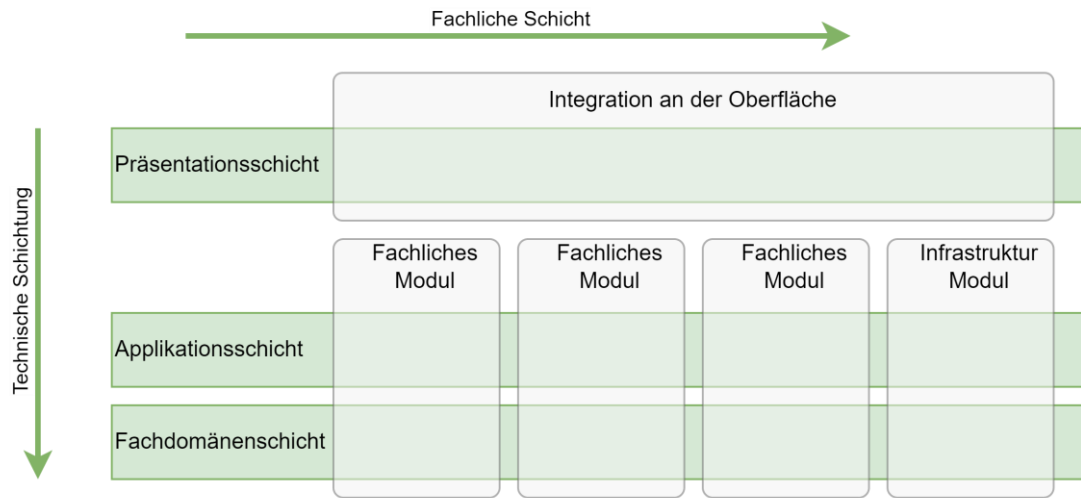 Fachliche Schicht
Integration an der Oberfläche
Präsentationsschicht
Technische Schichtung
Fachliches
Modul
Fachliches
Modul
Fachliches
Modul
Infrastruktur
Modul
Applikationsschicht
Fachdomänenschicht